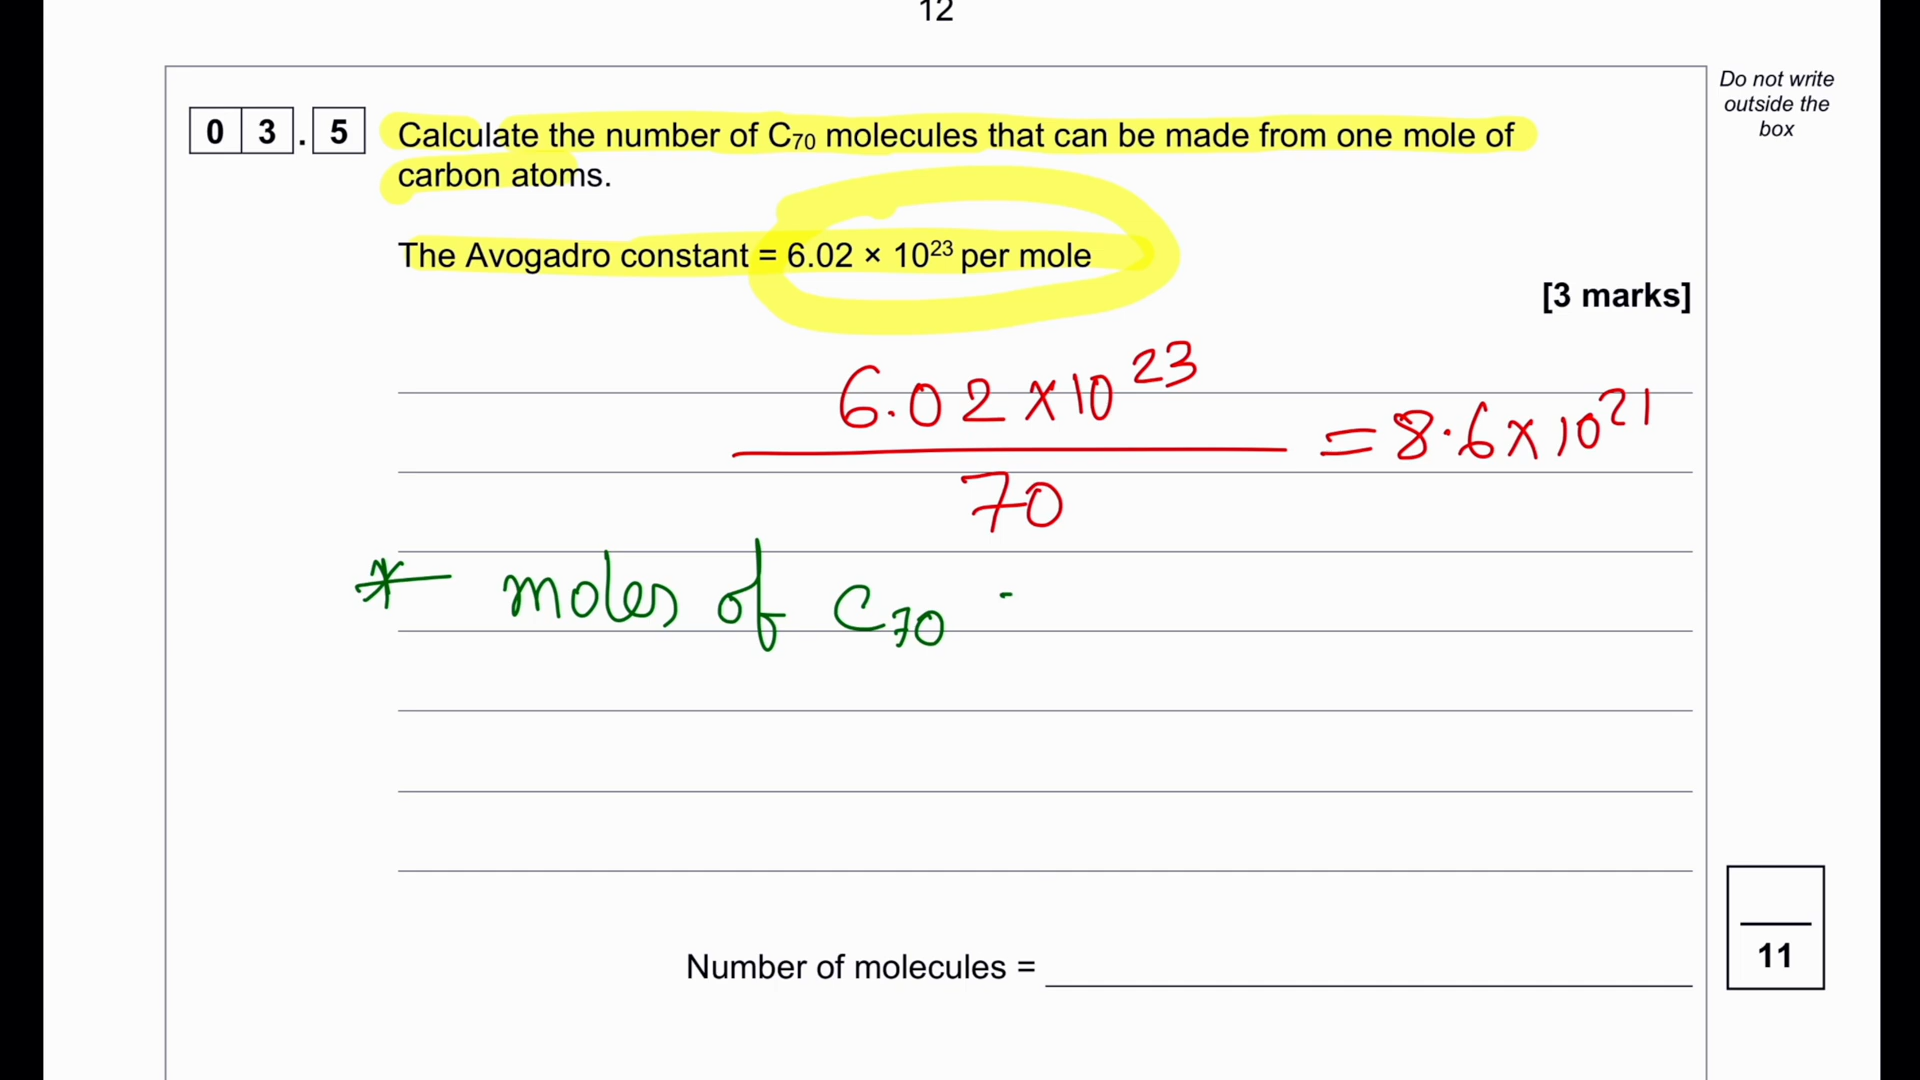 12
Do not write
outside the
box
0 3 . 5 Calculate the number of C₇₀ molecules that can be made from one mole of
carbon atoms.
The Avogadro constant = 6.02 × 10²³ per mole
[3 marks]
6.02 × 10²³
= 8.6 × 10²¹
70
* moles of C₇₀ -
Number of molecules =
11